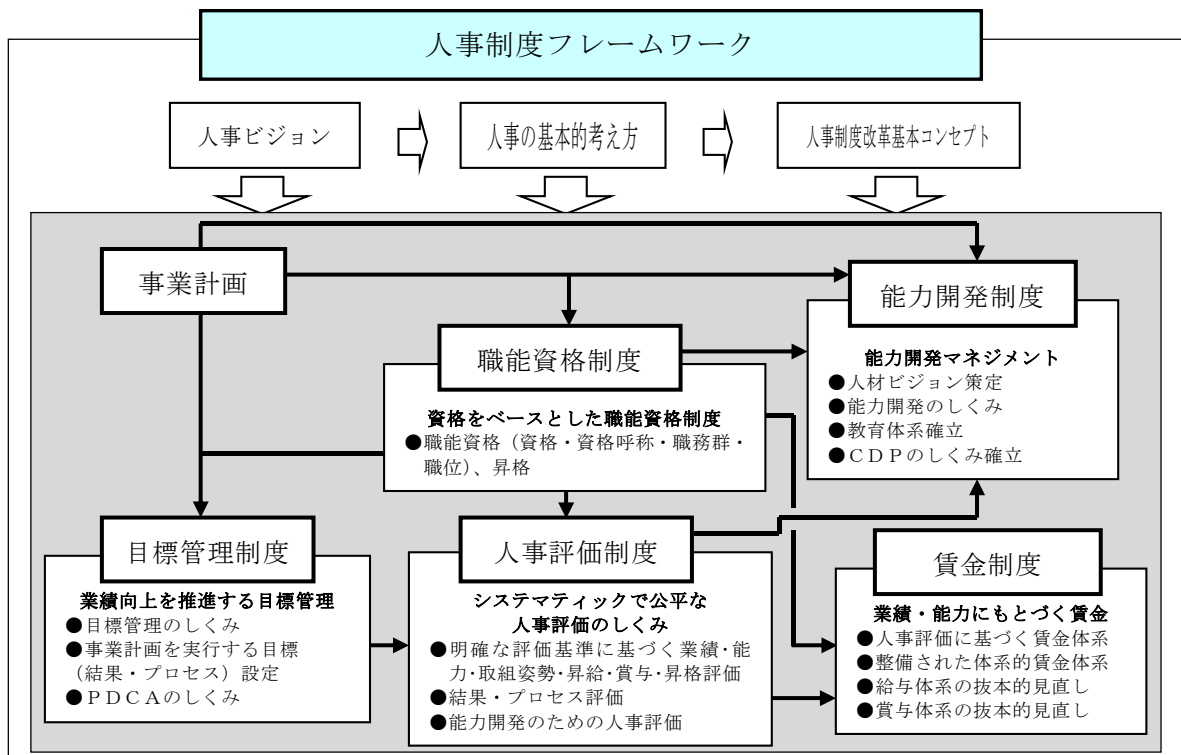 人事制度フレームワーク
人事ビジョン
人事の基本的考え方
人事制度改革基本コンセプト
事業計画
能力開発制度
能力開発マネジメント
●人材ビジョン策定
●能力開発のしくみ
●教育体系確立
●ＣＤＰのしくみ確立
職能資格制度
資格をベースとした職能資格制度
●職能資格（資格・資格呼称・職務群・
職位）、昇格
目標管理制度
業績向上を推進する目標管理
●目標管理のしくみ
●事業計画を実行する目標
（結果・プロセス）設定
●ＰＤＣＡのしくみ
人事評価制度
システマティックで公平な
人事評価のしくみ
●明確な評価基準に基づく業績・能
力・取組姿勢・昇給・賞与・昇格評価
●結果・プロセス評価
●能力開発のための人事評価
賃金制度
業績・能力にもとづく賃金
●人事評価に基づく賃金体系
●整備された体系的賃金体系
●給与体系の抜本的見直し
●賞与体系の抜本的見直し